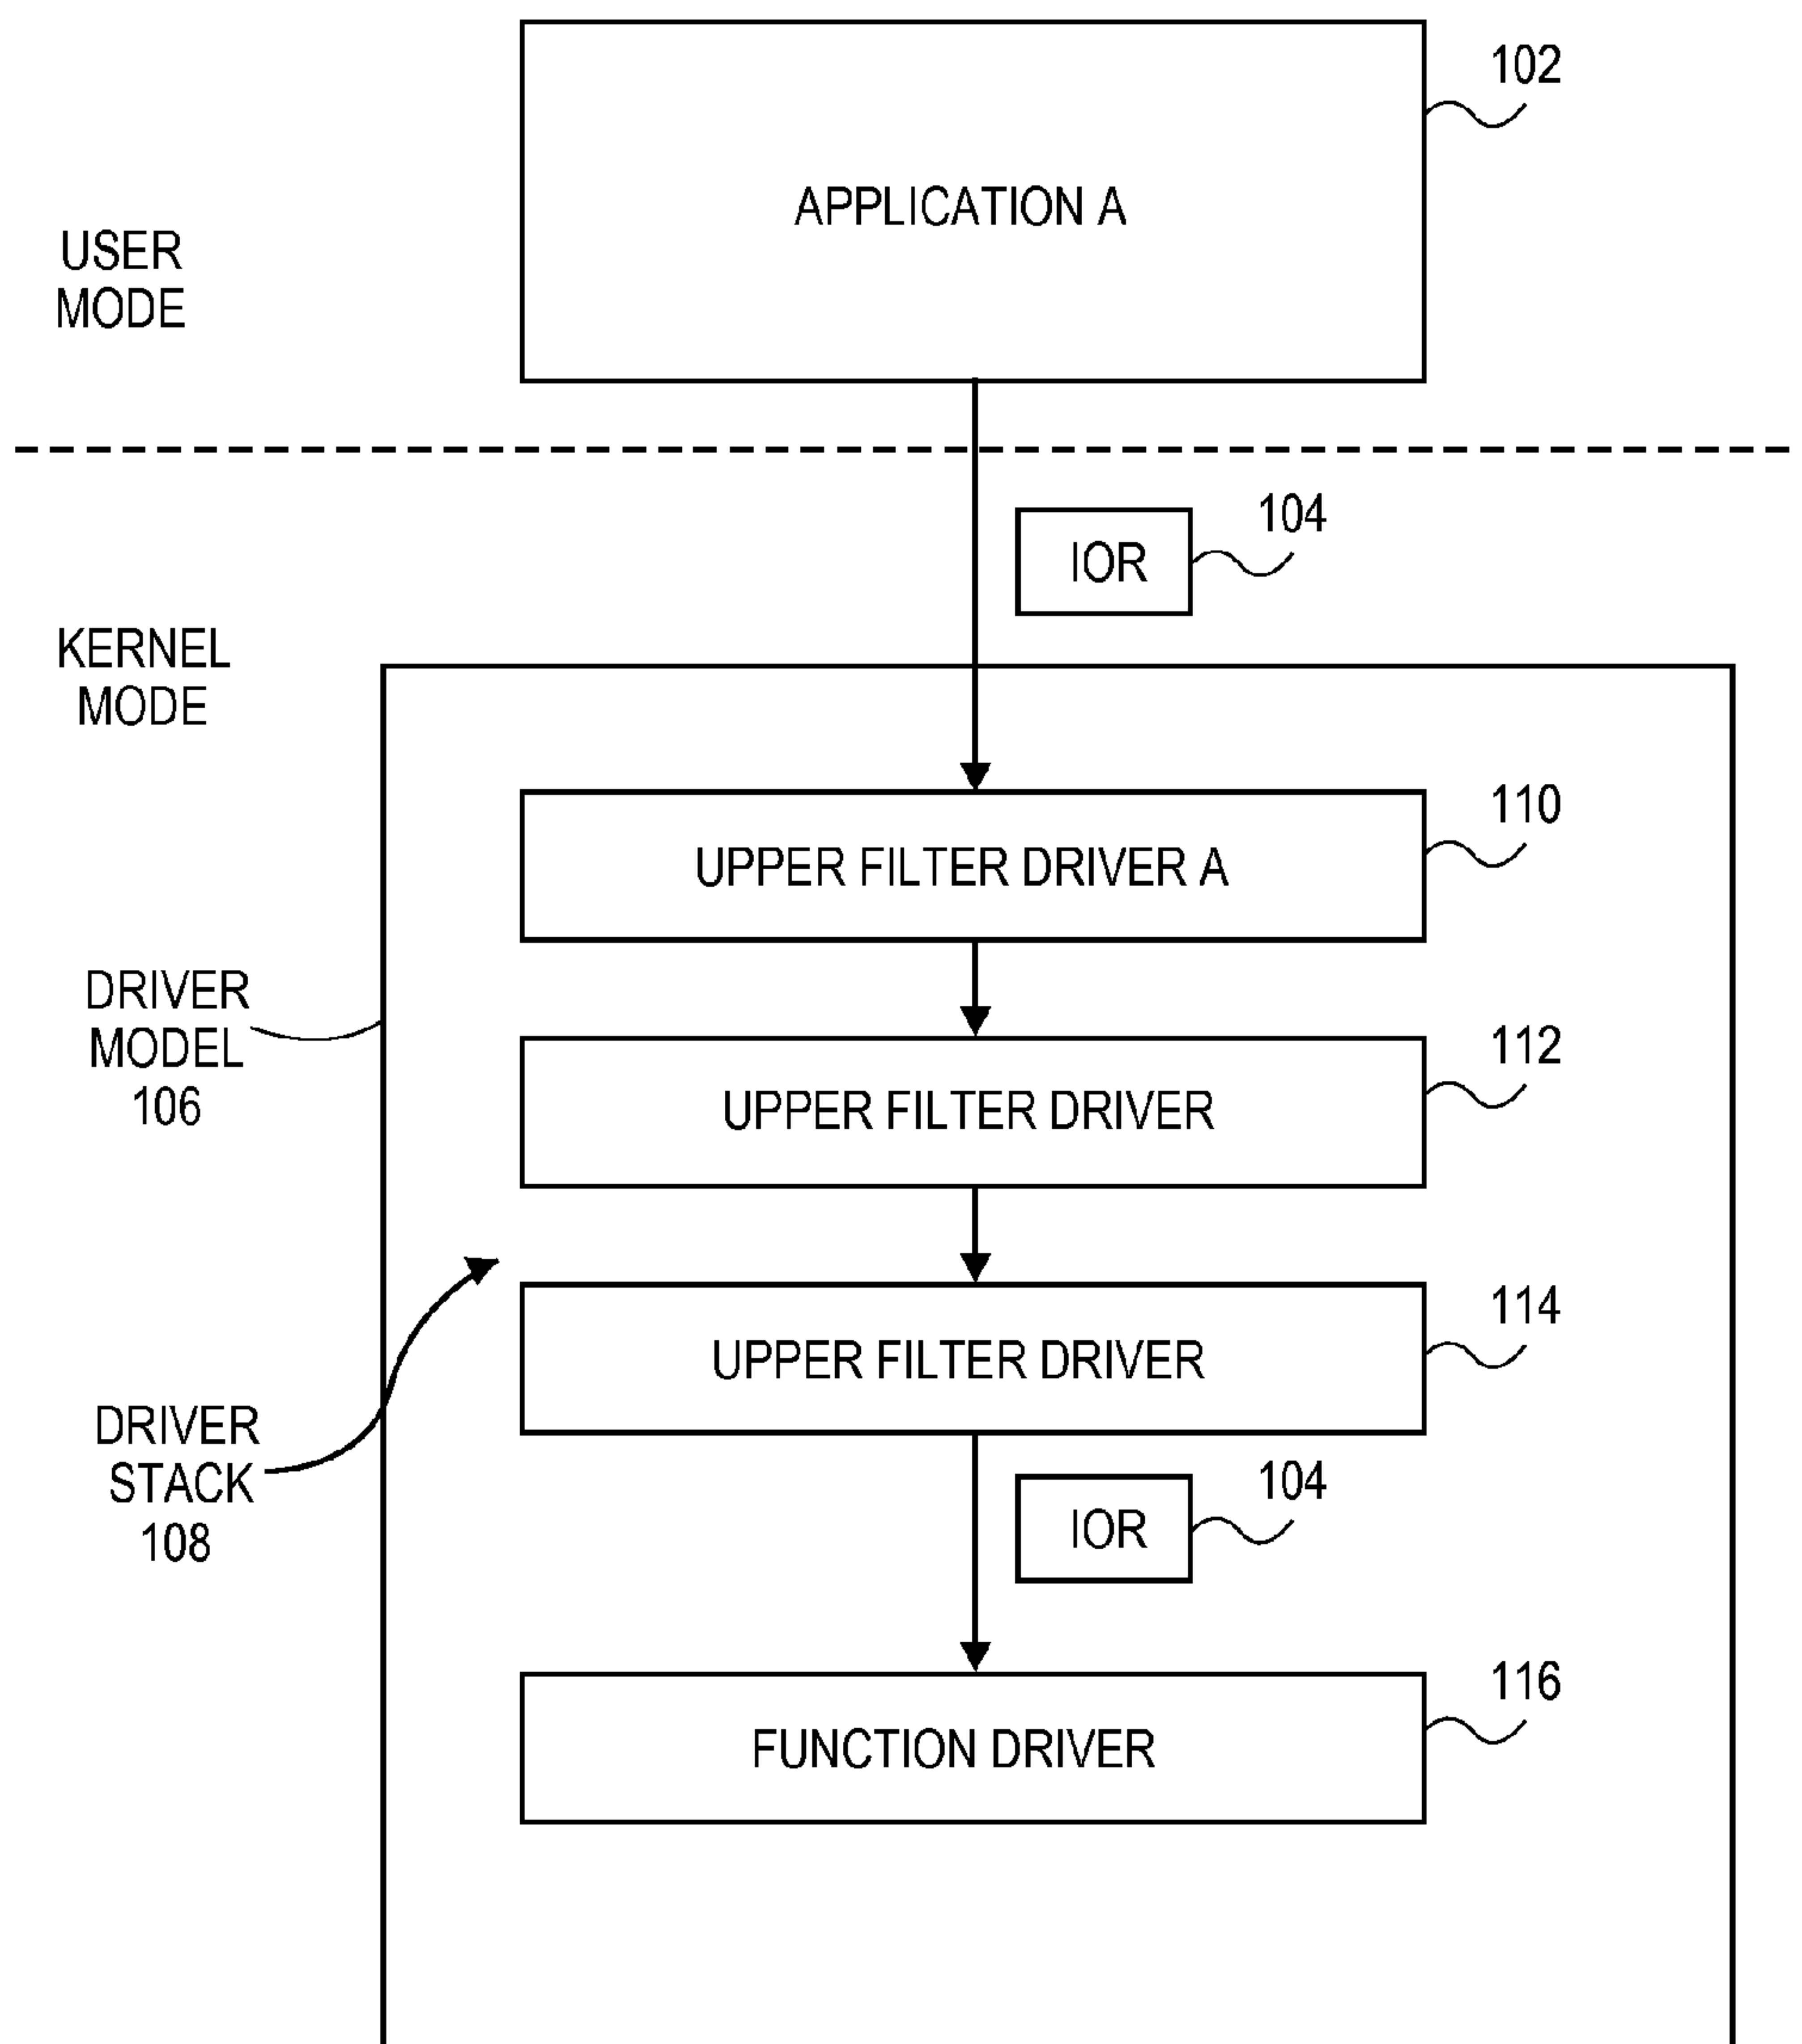 102
APPLICATION A
USER
MODE
104
IOR
KERNEL
MODE
110
UPPER FILTER DRIVER A
DRIVER
MODEL
106
112
UPPER FILTER DRIVER
114
UPPER FILTER DRIVER
DRIVER
STACK
108
104
IOR
116
FUNCTION DRIVER